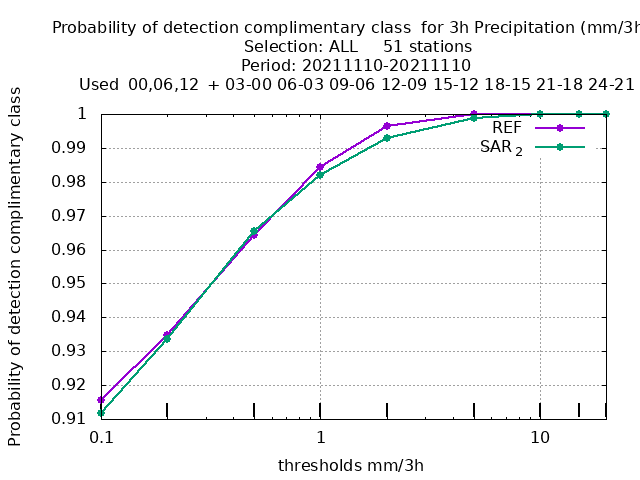 Probability of detection complimentary class for 3h Precipitation (mm/3h
Selection: ALL 51 stations
Period: 20211110-20211110
Used 00,06,12 + 03-00 06-03 09-06 12-09 15-12 18-15 21-18 24-21
Probability of detection complimentary class
1
0.99
0.98
0.97
0.96
0.95
0.94
0.93
0.92
0.91
REF
SAR 2
0.1 1 10
thresholds mm/3h